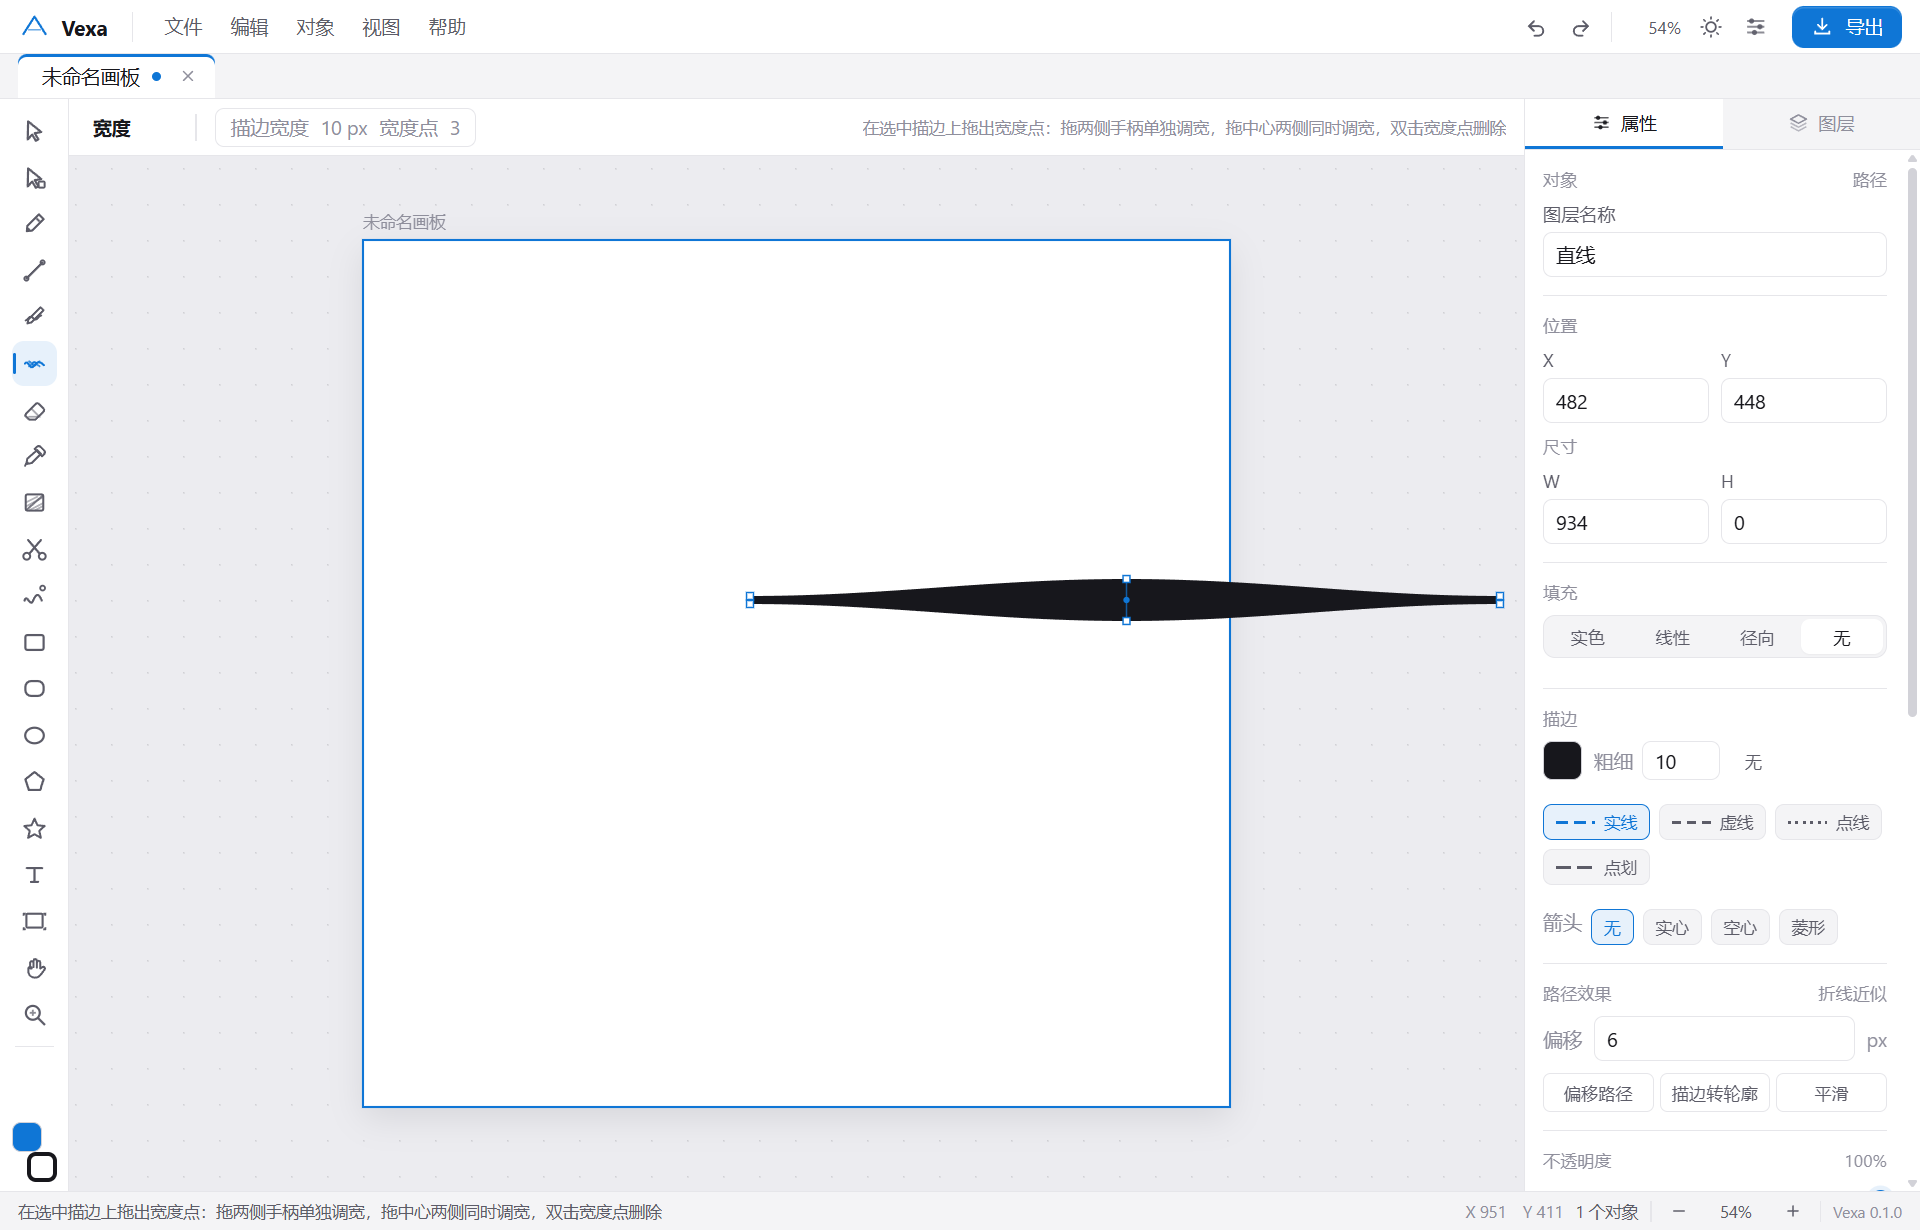 Vexa 文件 编辑 对象 视图 帮助 54% 导出
未命名画板
宽度 描边宽度 10 px 宽度点 3 在选中描边上拖出宽度点：拖两侧手柄单独调宽，拖中心两侧同时调宽，双击宽度点删除
未命名画板
属性 图层
对象 路径
图层名称
直线
位置
X Y
482 448
尺寸
W H
934 0
填充
实色 线性 径向 无
描边
粗细 10 无
实线 虚线 点线
点划
箭头 无 实心 空心 菱形
路径效果 折线近似
偏移 6 px
偏移路径 描边转轮廓 平滑
不透明度 100%
在选中描边上拖出宽度点：拖两侧手柄单独调宽，拖中心两侧同时调宽，双击宽度点删除 X 951 Y 411 1 个对象 54% Vexa 0.1.0